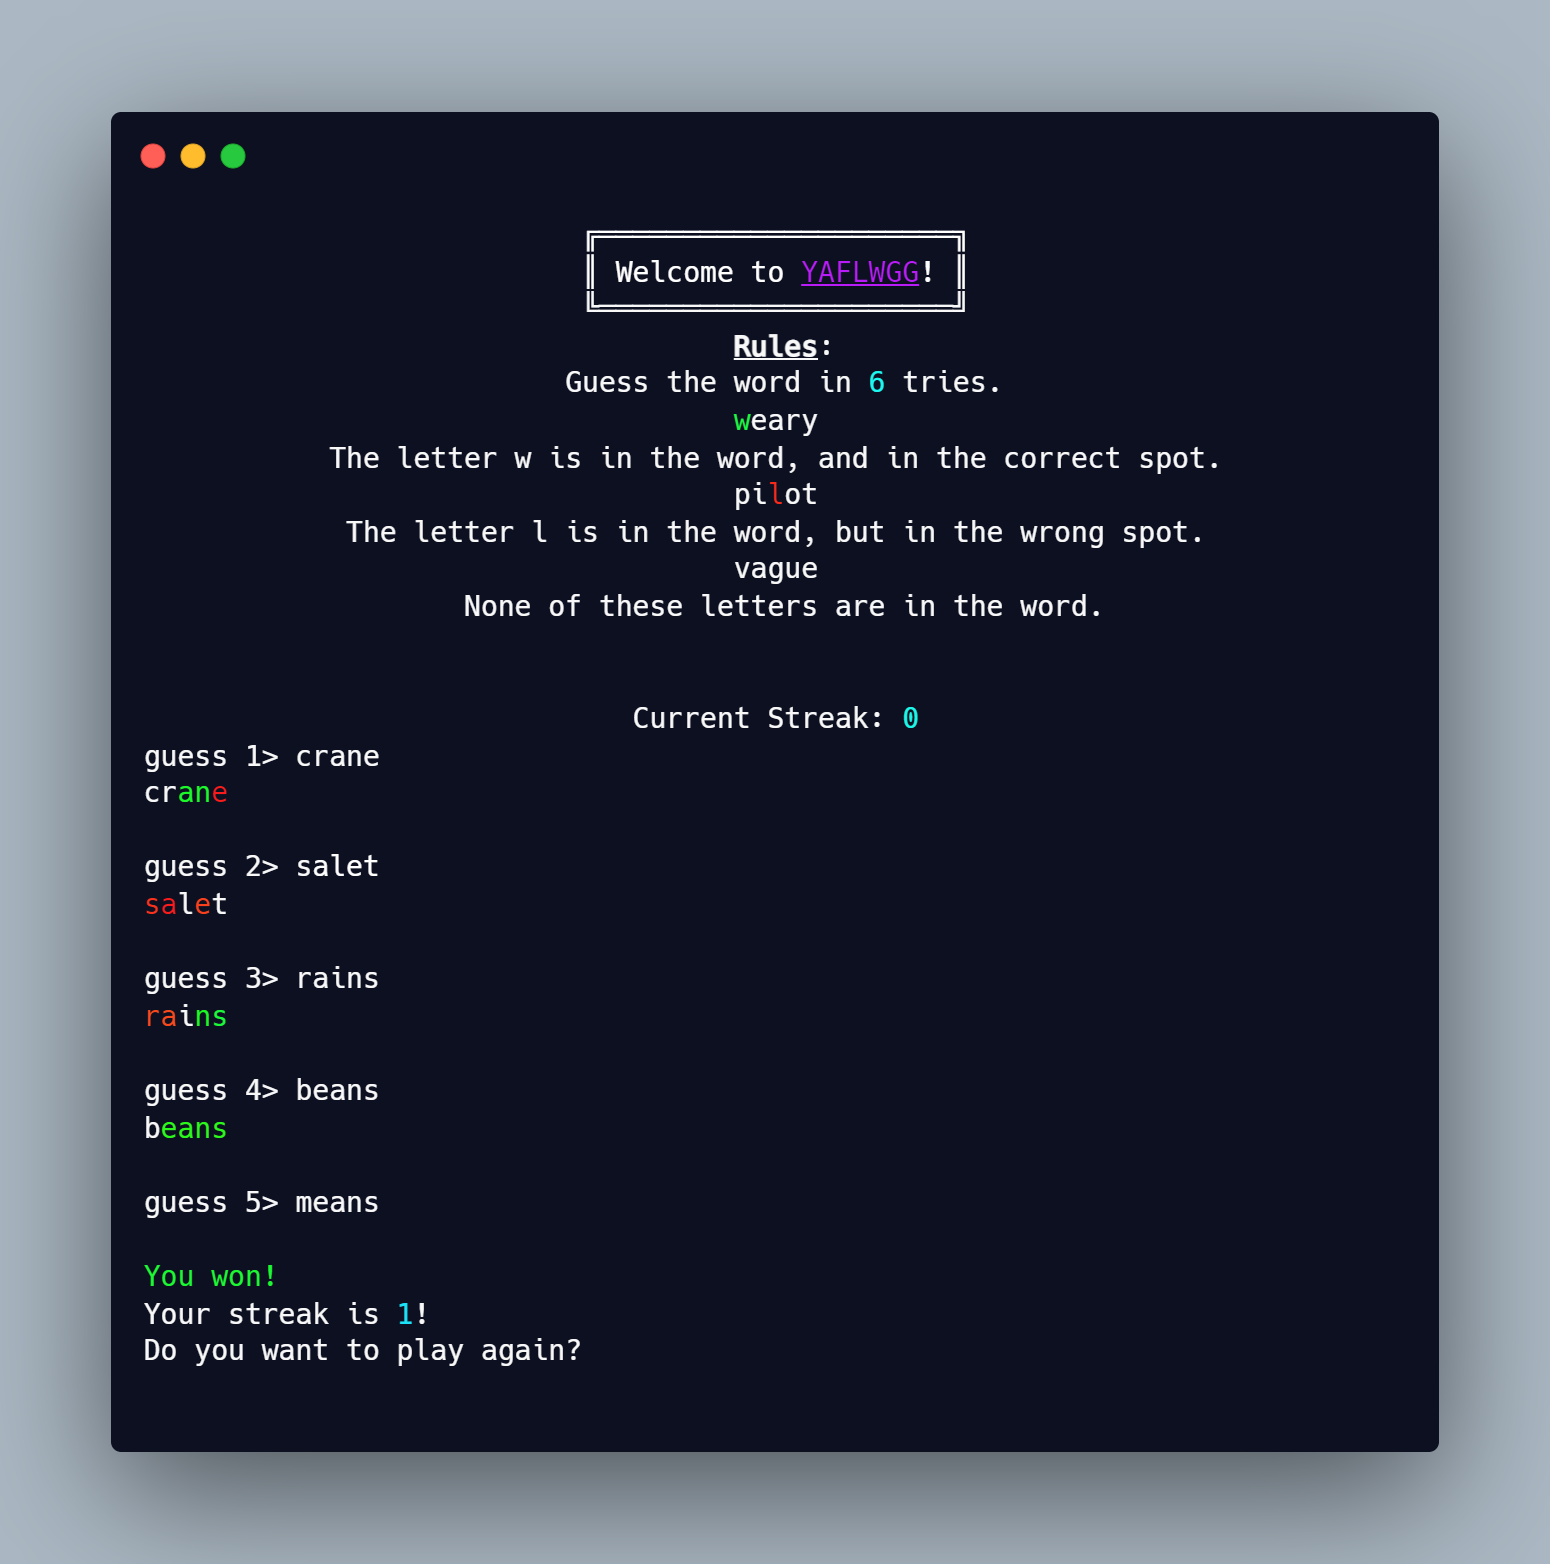 Welcome to YAFLWGG!
Rules:
Guess the word in 6 tries.
weary
The letter w is in the word, and in the correct spot.
pilot
The letter l is in the word, but in the wrong spot.
vague
None of these letters are in the word.
Current Streak: 0
guess 1> crane
crane
guess 2> salet
salet
guess 3> rains
rains
guess 4> beans
beans
guess 5> means
You won!
Your streak is 1!
Do you want to play again?